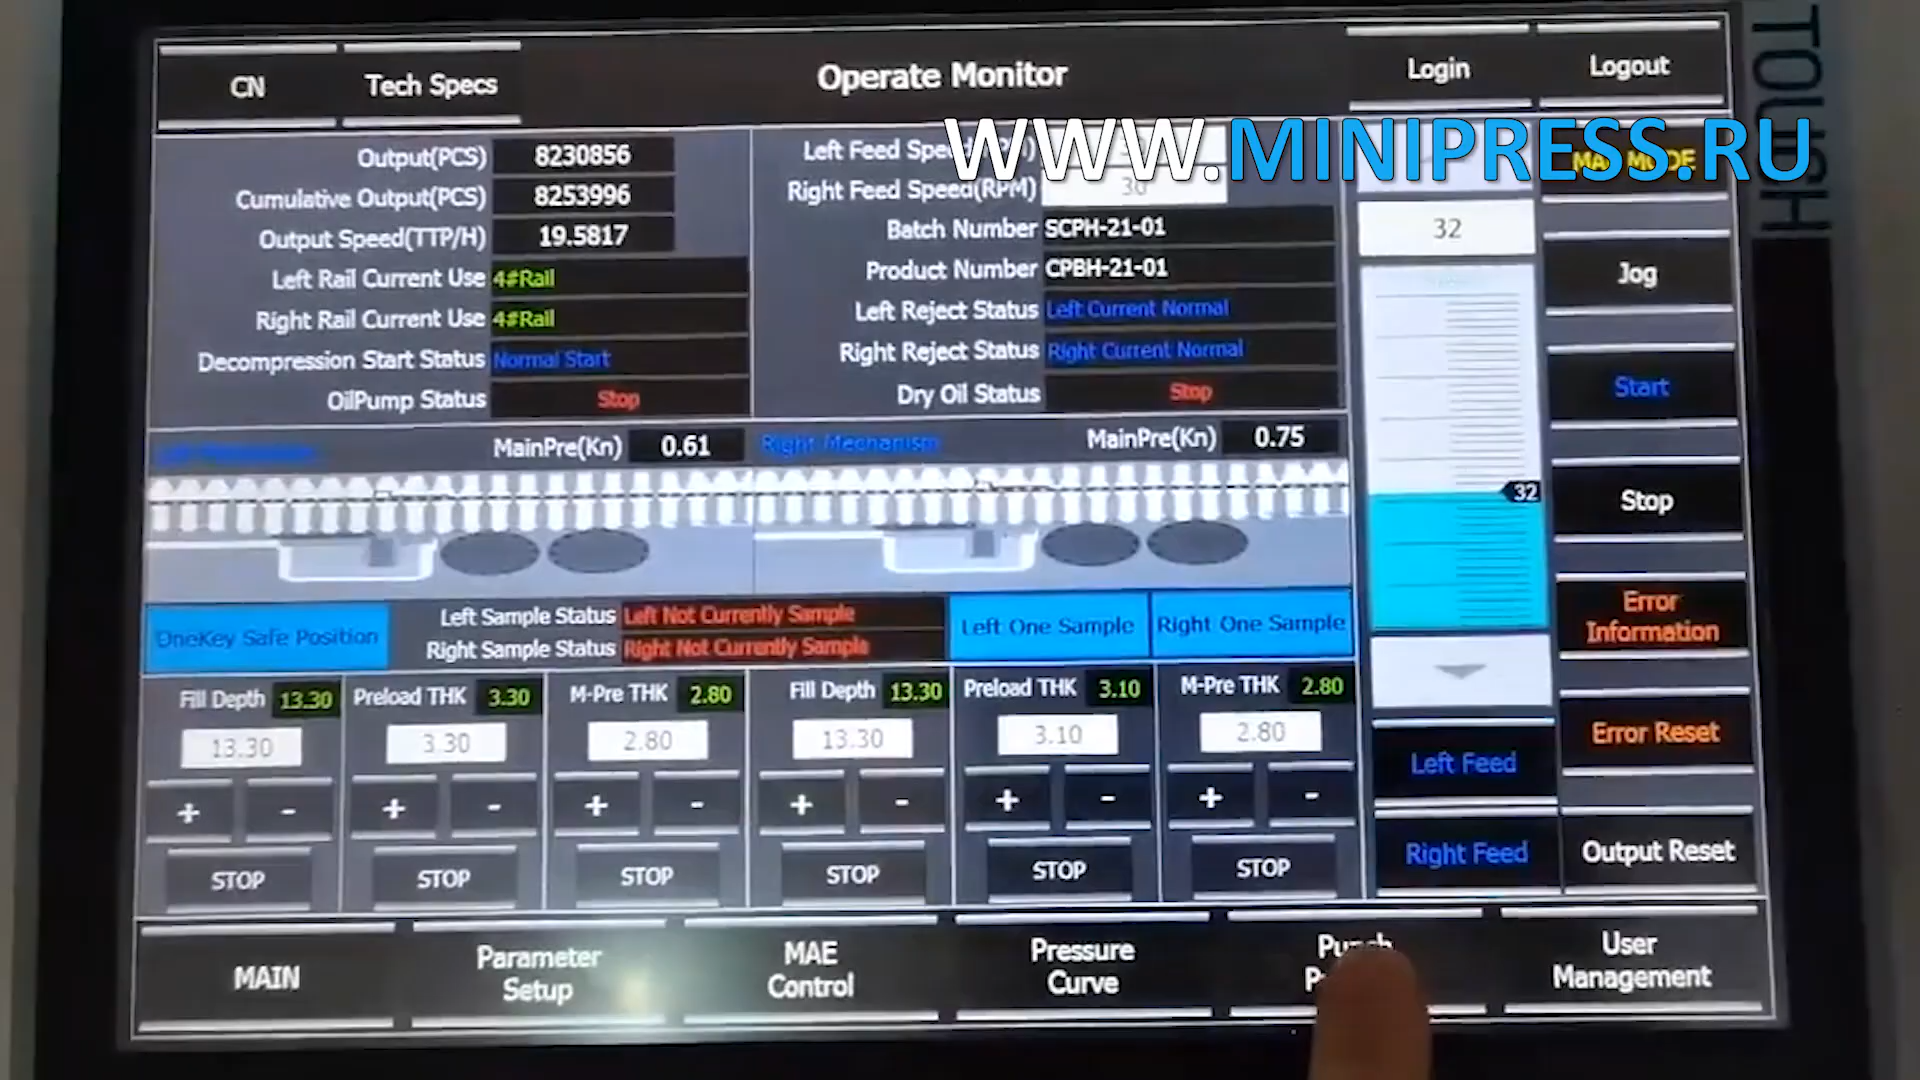 CN
Tech Specs
Operate Monitor
Login
Logout
TOUCH
WWW.MINIPRESS.RU
Output(PCS) 8230856
Cumulative Output(PCS) 8253996
Output Speed(TTP/H) 19.5817
Left Rail Current Use 4#Rail
Right Rail Current Use 4#Rail
Decompression Start Status Normal Start
OilPump Status Stop
Left Feed
Right Feed Speed(RPM) 30
Batch Number SCPH-21-01
Product Number CPBH-21-01
Left Reject Status Left Current Normal
Right Reject Status Right Current Normal
Dry Oil Status Stop
MainPre(Kn) 0.61
Right Mechanism
MainPre(Kn) 0.75
32
32
Jog
Start
Stop
Error
Information
Error Reset
Output Reset
Left Feed
Right Feed
OneKey Safe Position
Left Sample Status Left Not Currently Sample
Right Sample Status Right Not Currently Sample
Left One Sample
Right One Sample
Fill Depth 13.30
13.30
+ -
STOP
Preload THK 3.30
3.30
+ -
STOP
M-Pre THK 2.80
2.80
+ -
STOP
Fill Depth 13.30
13.30
+ -
STOP
Preload THK 3.10
3.10
+ -
STOP
M-Pre THK 2.80
2.80
+ -
STOP
MAIN
Parameter
Setup
MAE
Control
Pressure
Curve
Punch
User
Management